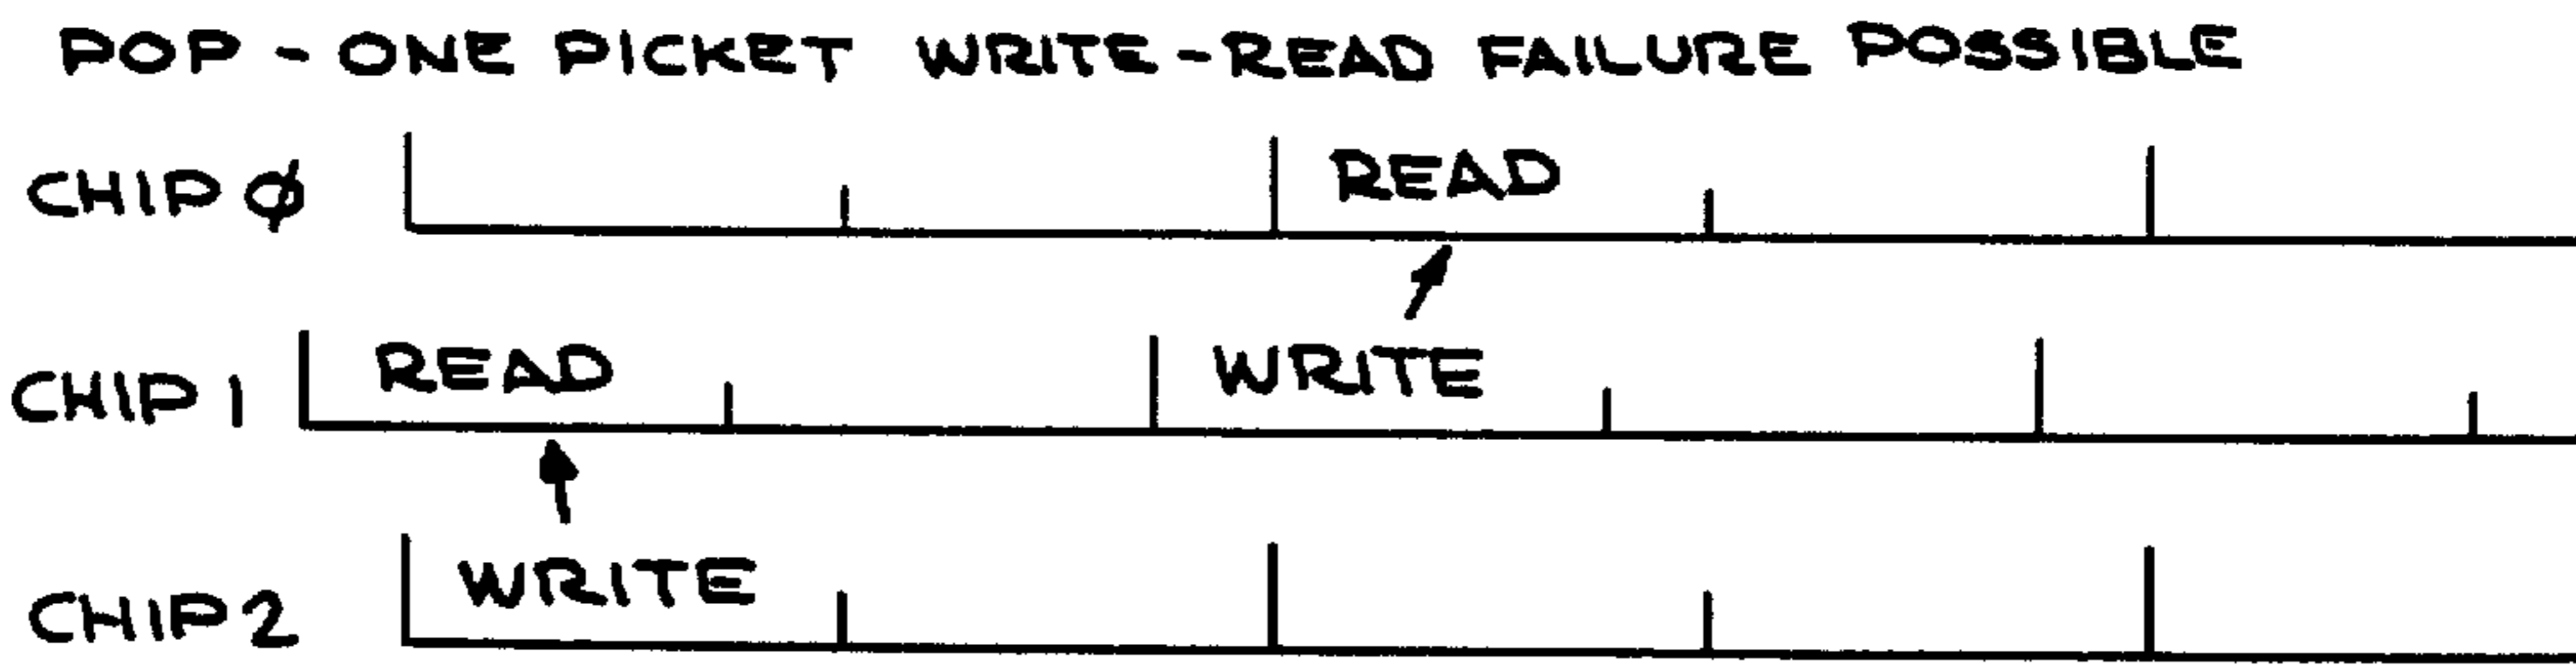 POP - ONE PICKET WRITE-READ FAILURE POSSIBLE
CHIP Ø READ
CHIP 1 READ WRITE
CHIP 2 WRITE